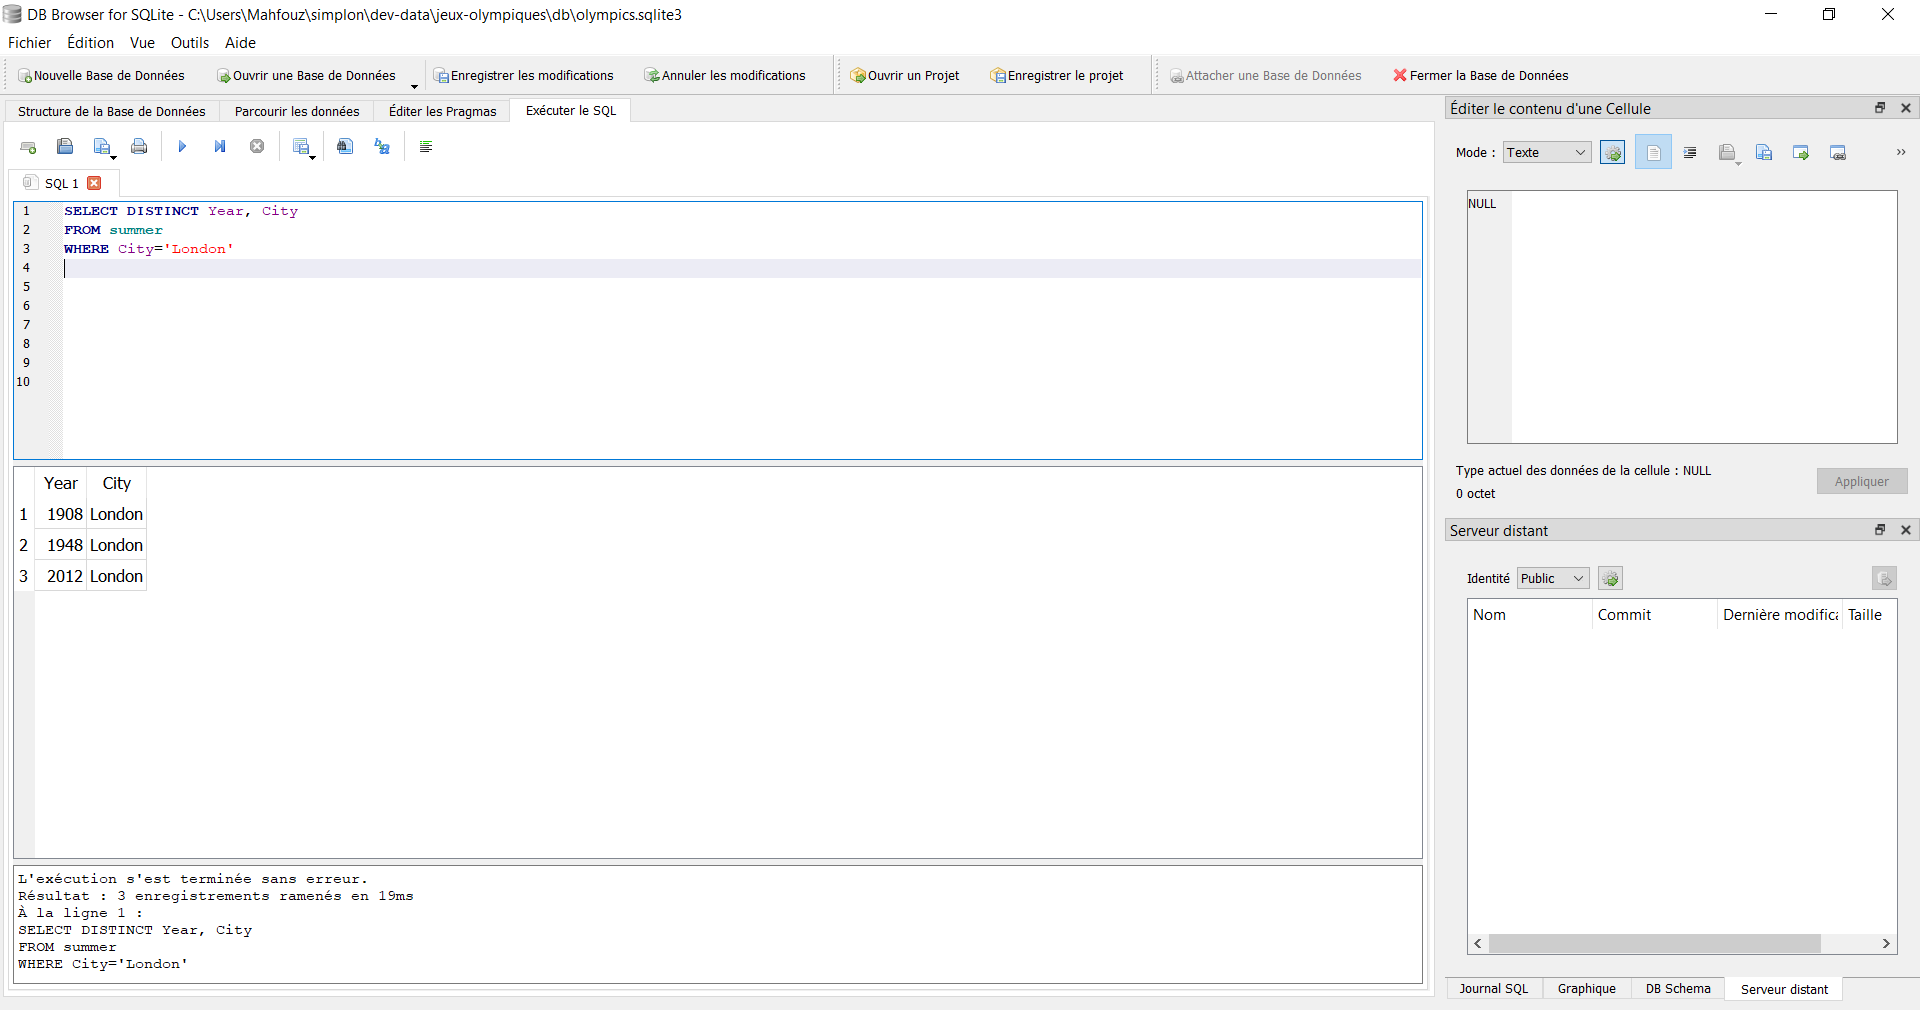 DB Browser for SQLite - C:\Users\Mahfouz\simplon\dev-data\jeux-olympiques\db\olympics.sqlite3
Fichier Édition Vue Outils Aide
Nouvelle Base de Données Ouvrir une Base de Données Enregistrer les modifications Annuler les modifications Ouvrir un Projet Enregistrer le projet Attacher une Base de Données Fermer la Base de Données
Structure de la Base de Données Parcourir les données Éditer les Pragmas Exécuter le SQL
SQL 1
1 SELECT DISTINCT Year, City
2 FROM summer
3 WHERE City='London'
4
5
6
7
8
9
10
Year City
1 1908 London
2 1948 London
3 2012 London
L'exécution s'est terminée sans erreur.
Résultat : 3 enregistrements ramenés en 19ms
À la ligne 1 :
SELECT DISTINCT Year, City
FROM summer
WHERE City='London'
Éditer le contenu d'une Cellule
Mode : Texte
NULL
Type actuel des données de la cellule : NULL
0 octet
Appliquer
Serveur distant
Identité Public
Nom Commit Dernière modifica Taille
Journal SQL Graphique DB Schema Serveur distant